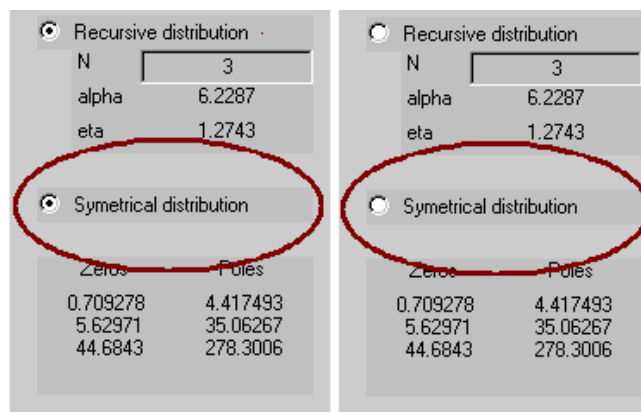 Recursive distribution
N 3
alpha 6.2287
eta 1.2743
Symetrical distribution
Zeros Poles
0.709278 4.417493
5.62971 35.06267
44.6843 278.3006
Recursive distribution
N 3
alpha 6.2287
eta 1.2743
Symetrical distribution
Zeros Poles
0.709278 4.417493
5.62971 35.06267
44.6843 278.3006